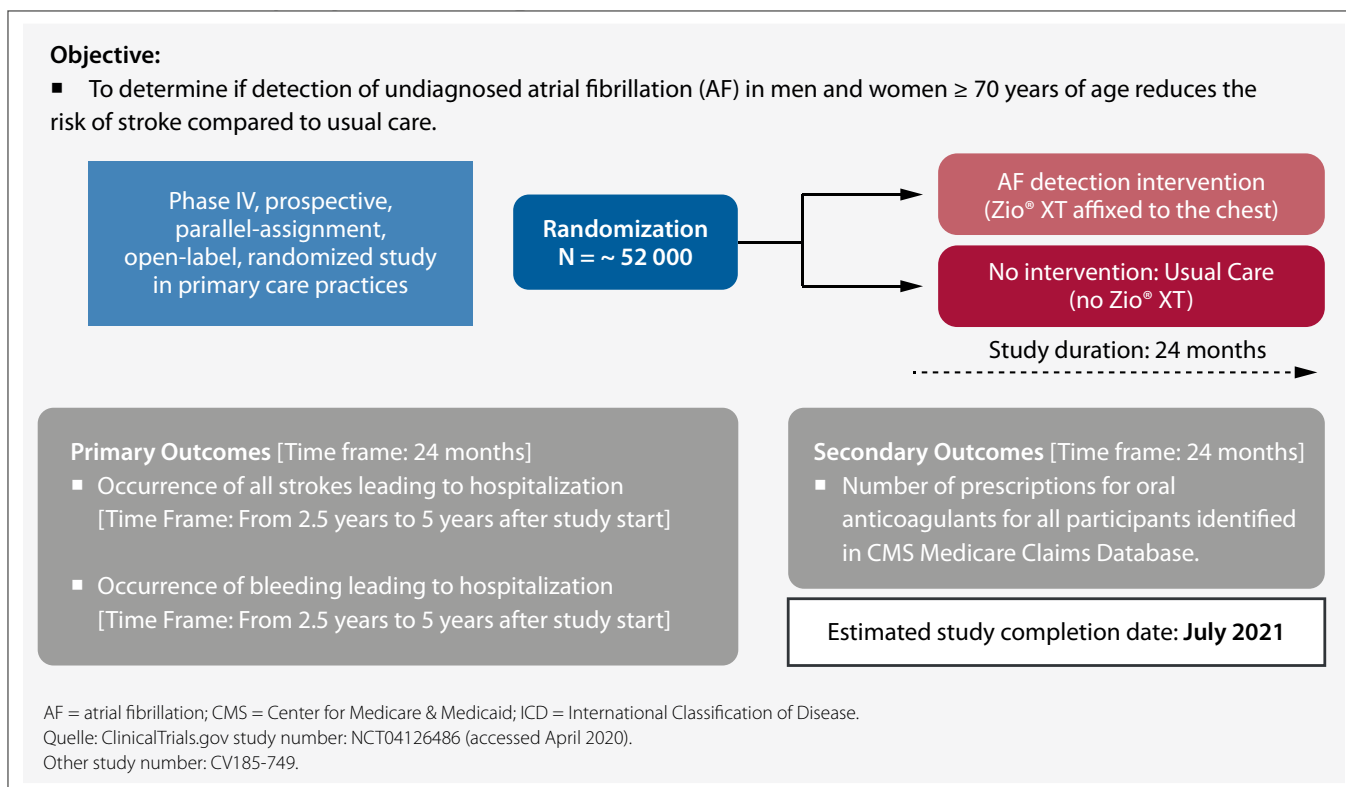 Objective:
■ To determine if detection of undiagnosed atrial fibrillation (AF) in men and women ≥ 70 years of age reduces the
risk of stroke compared to usual care.
Phase IV, prospective,
parallel-assignment,
open-label, randomized study
in primary care practices
Randomization
N = ~ 52 000
AF detection intervention
(Zio® XT affixed to the chest)
No intervention: Usual Care
(no Zio® XT)
Study duration: 24 months
Primary Outcomes [Time frame: 24 months]
■ Occurrence of all strokes leading to hospitalization
[Time Frame: From 2.5 years to 5 years after study start]
■ Occurrence of bleeding leading to hospitalization
[Time Frame: From 2.5 years to 5 years after study start]
Secondary Outcomes [Time frame: 24 months]
■ Number of prescriptions for oral
anticoagulants for all participants identified
in CMS Medicare Claims Database.
Estimated study completion date: July 2021
AF = atrial fibrillation; CMS = Center for Medicare & Medicaid; ICD = International Classification of Disease.
Quelle: ClinicalTrials.gov study number: NCT04126486 (accessed April 2020).
Other study number: CV185-749.